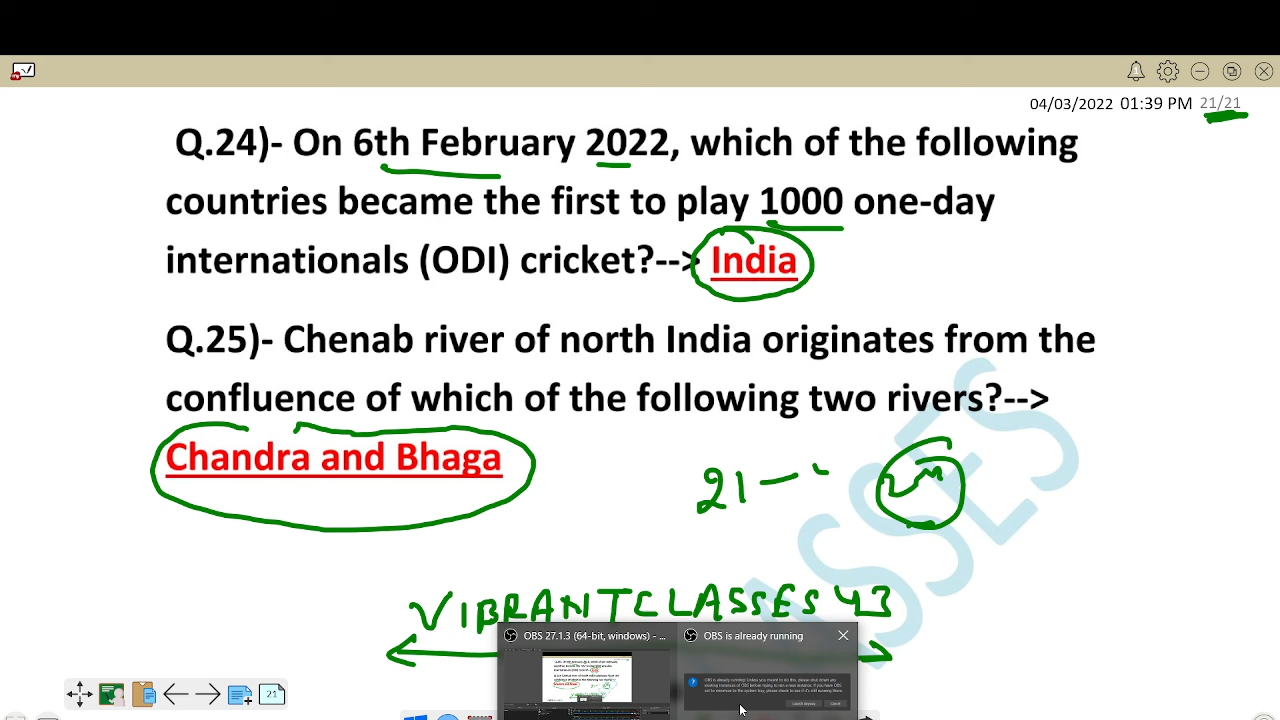 04/03/2022 01:39 PM 21/21
Q.24)- On 6th February 2022, which of the following
countries became the first to play 1000 one-day
internationals (ODI) cricket?--> India
Q.25)- Chenab river of north India originates from the
confluence of which of the following two rivers?-->
Chandra and Bhaga
21 —
ASSES
VIBRANTCLASSES 43
OBS 27.1.3 (64-bit, windows) - ...
OBS is already running
21